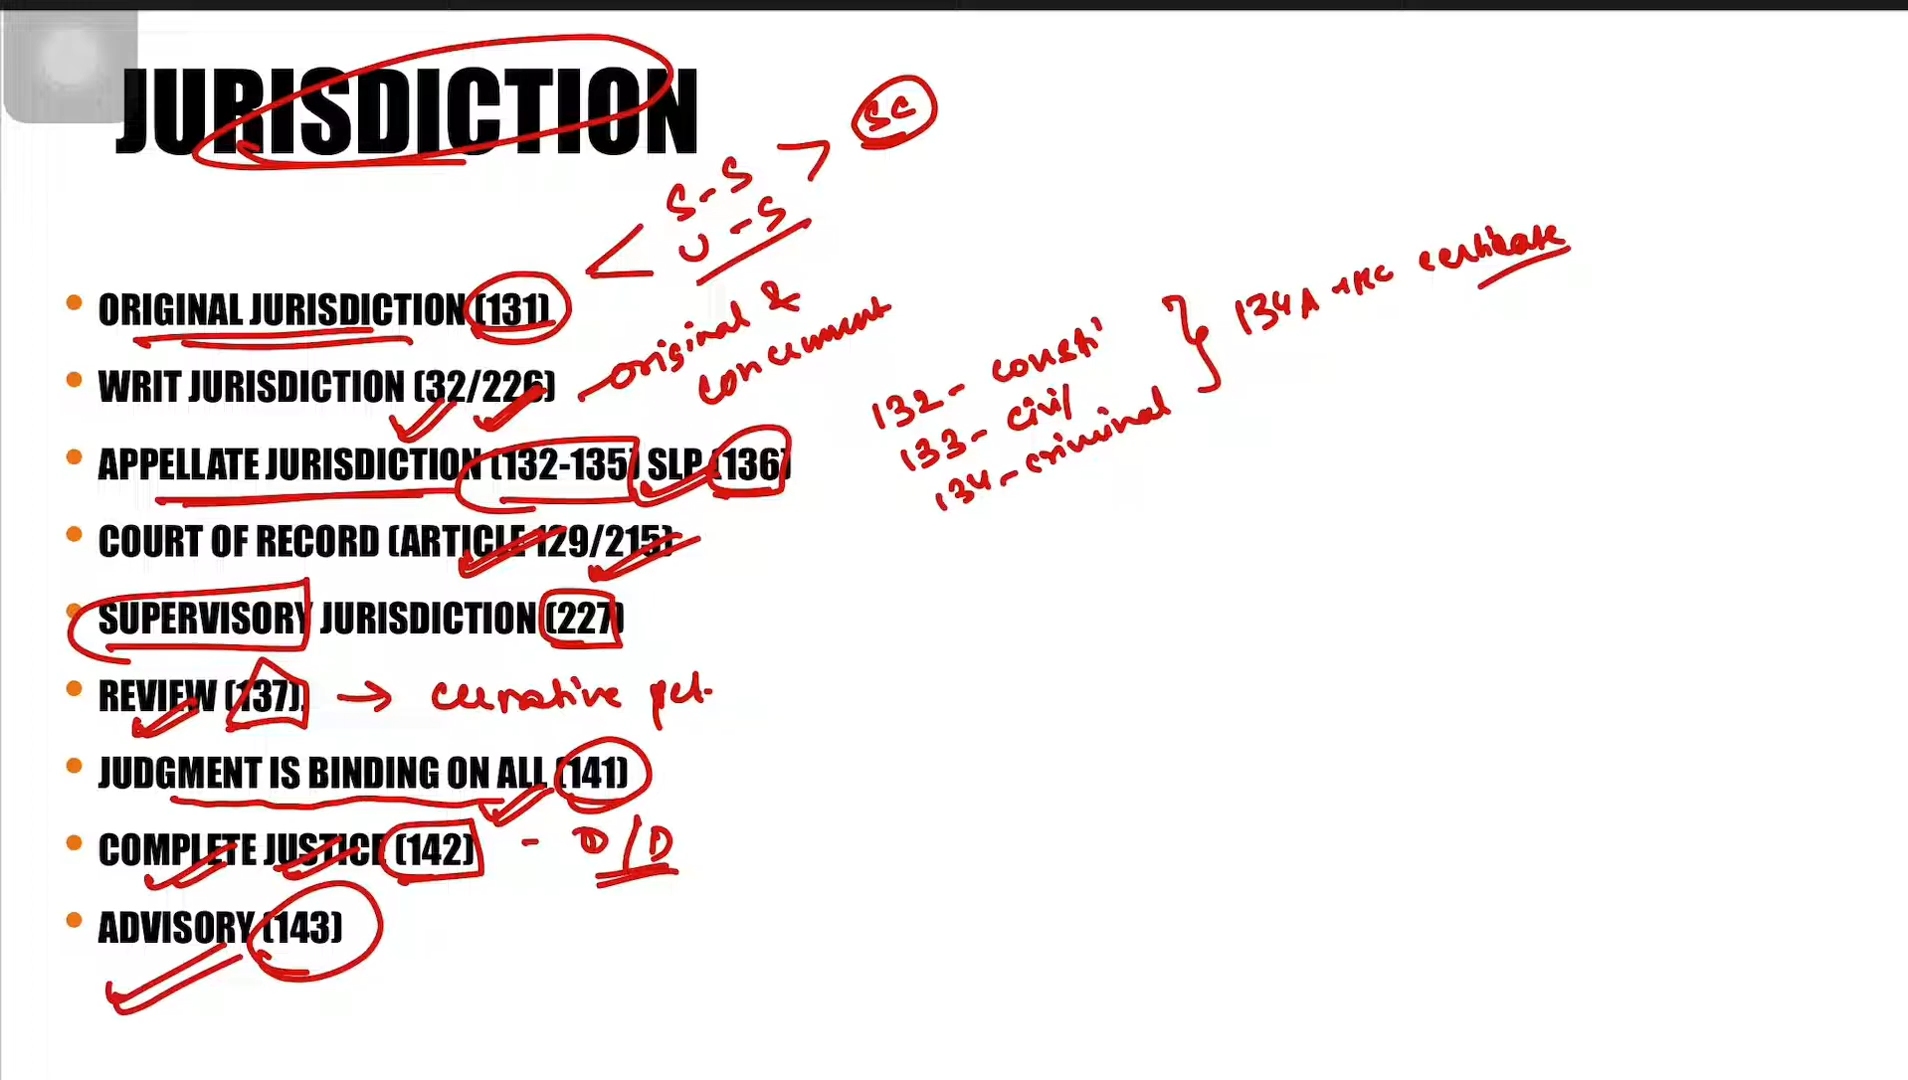 JURISDICTION
SC
S-S
U-S
ORIGINAL JURISDICTION (131)
original &
concurrent
WRIT JURISDICTION (32/226)
132- consti'
133- civil
134- criminal
134A →HC certificate
APPELLATE JURISDICTION (132-135) SLP (136)
COURT OF RECORD (ARTICLE 129/215)
SUPERVISORY JURISDICTION (227)
REVIEW (137). → curative pet.
JUDGMENT IS BINDING ON ALL (141)
COMPLETE JUSTICE (142) - D/D
ADVISORY (143)